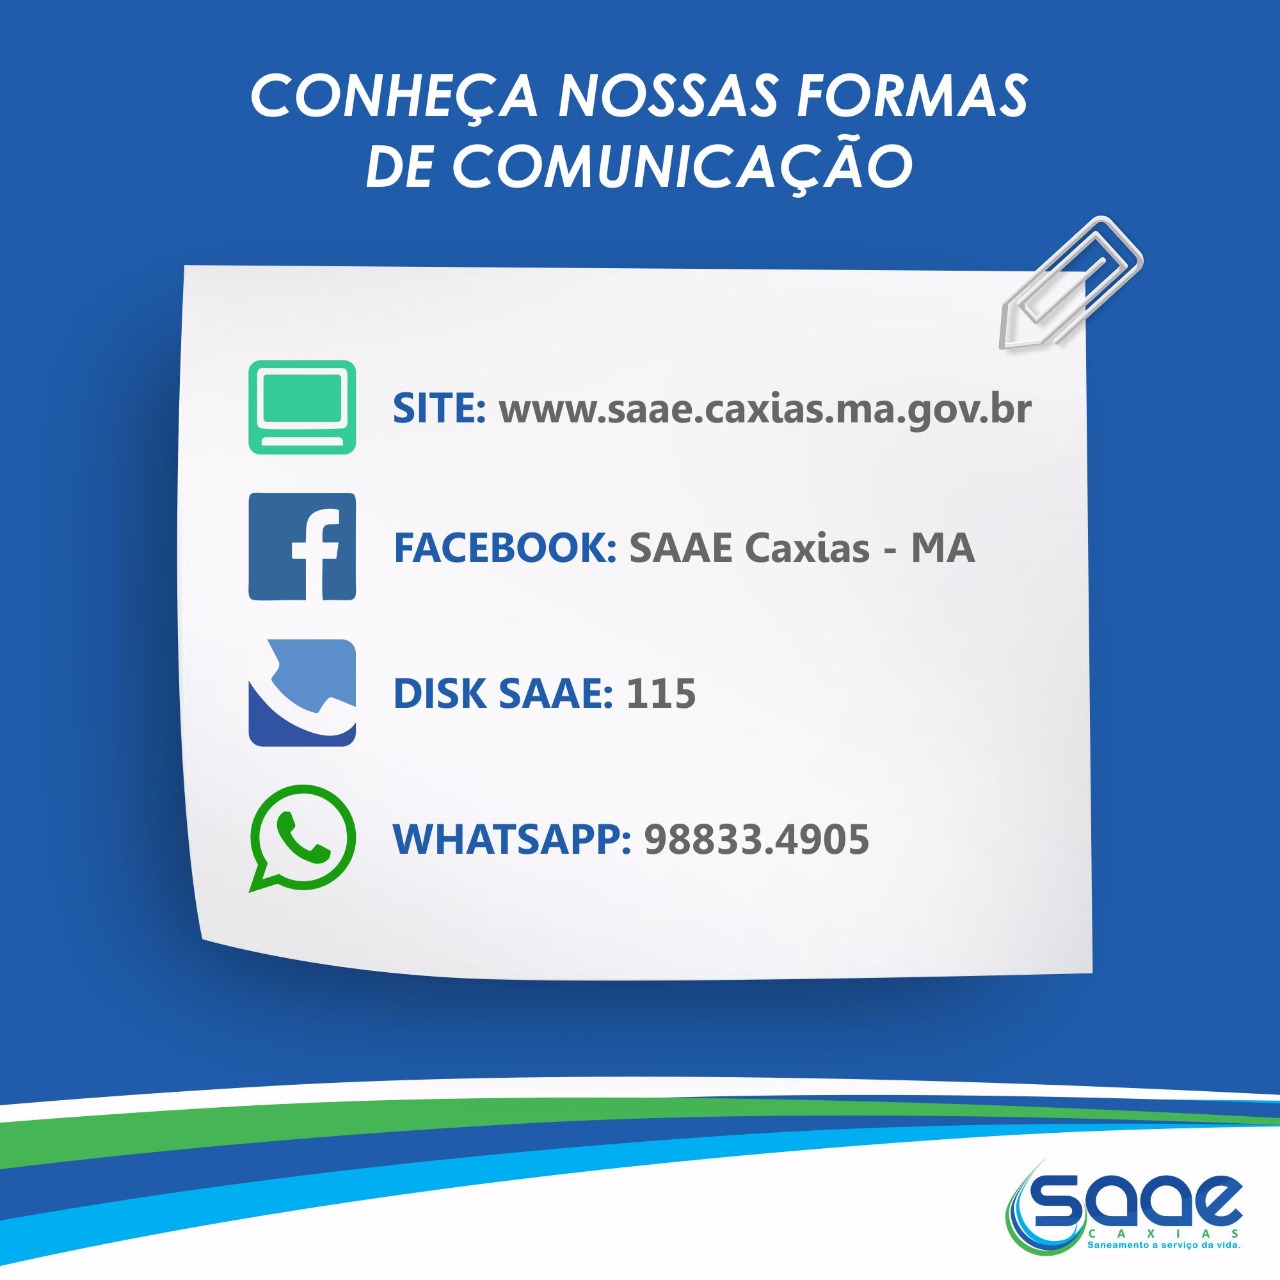 CONHEÇA NOSSAS FORMAS
DE COMUNICAÇÃO
SITE: www.saae.caxias.ma.gov.br
FACEBOOK: SAAE Caxias - MA
DISK SAAE: 115
WHATSAPP: 98833.4905
saae
CAXIAS
Saneamento a serviço da vida.